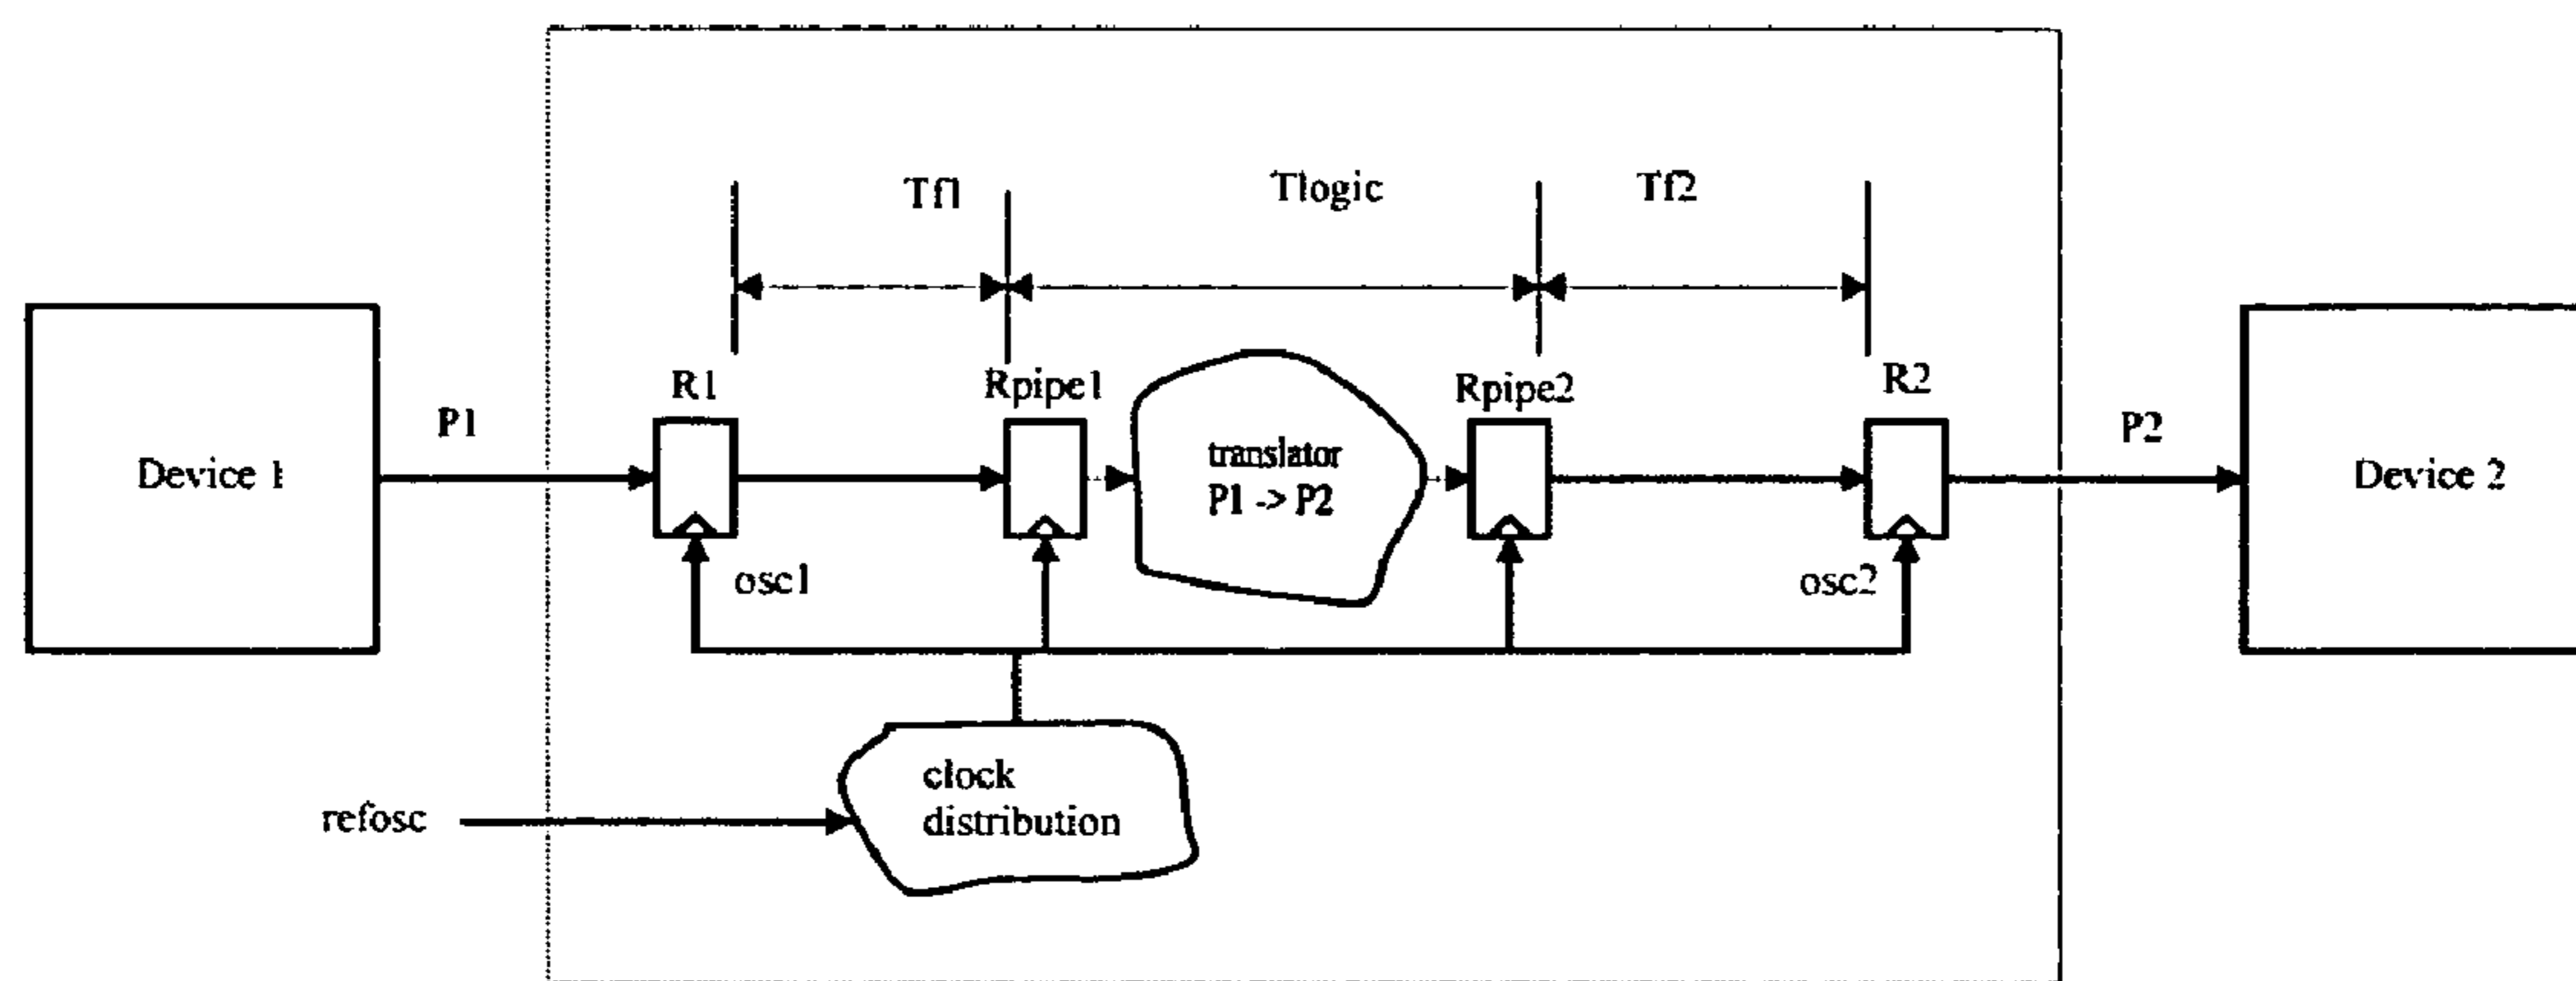 Tf1
Tlogic
Tf2
R1
Rpipe1
Rpipe2
R2
P1
P2
Device 1
translator
P1 -> P2
Device 2
osc1
osc2
clock
distribution
refosc